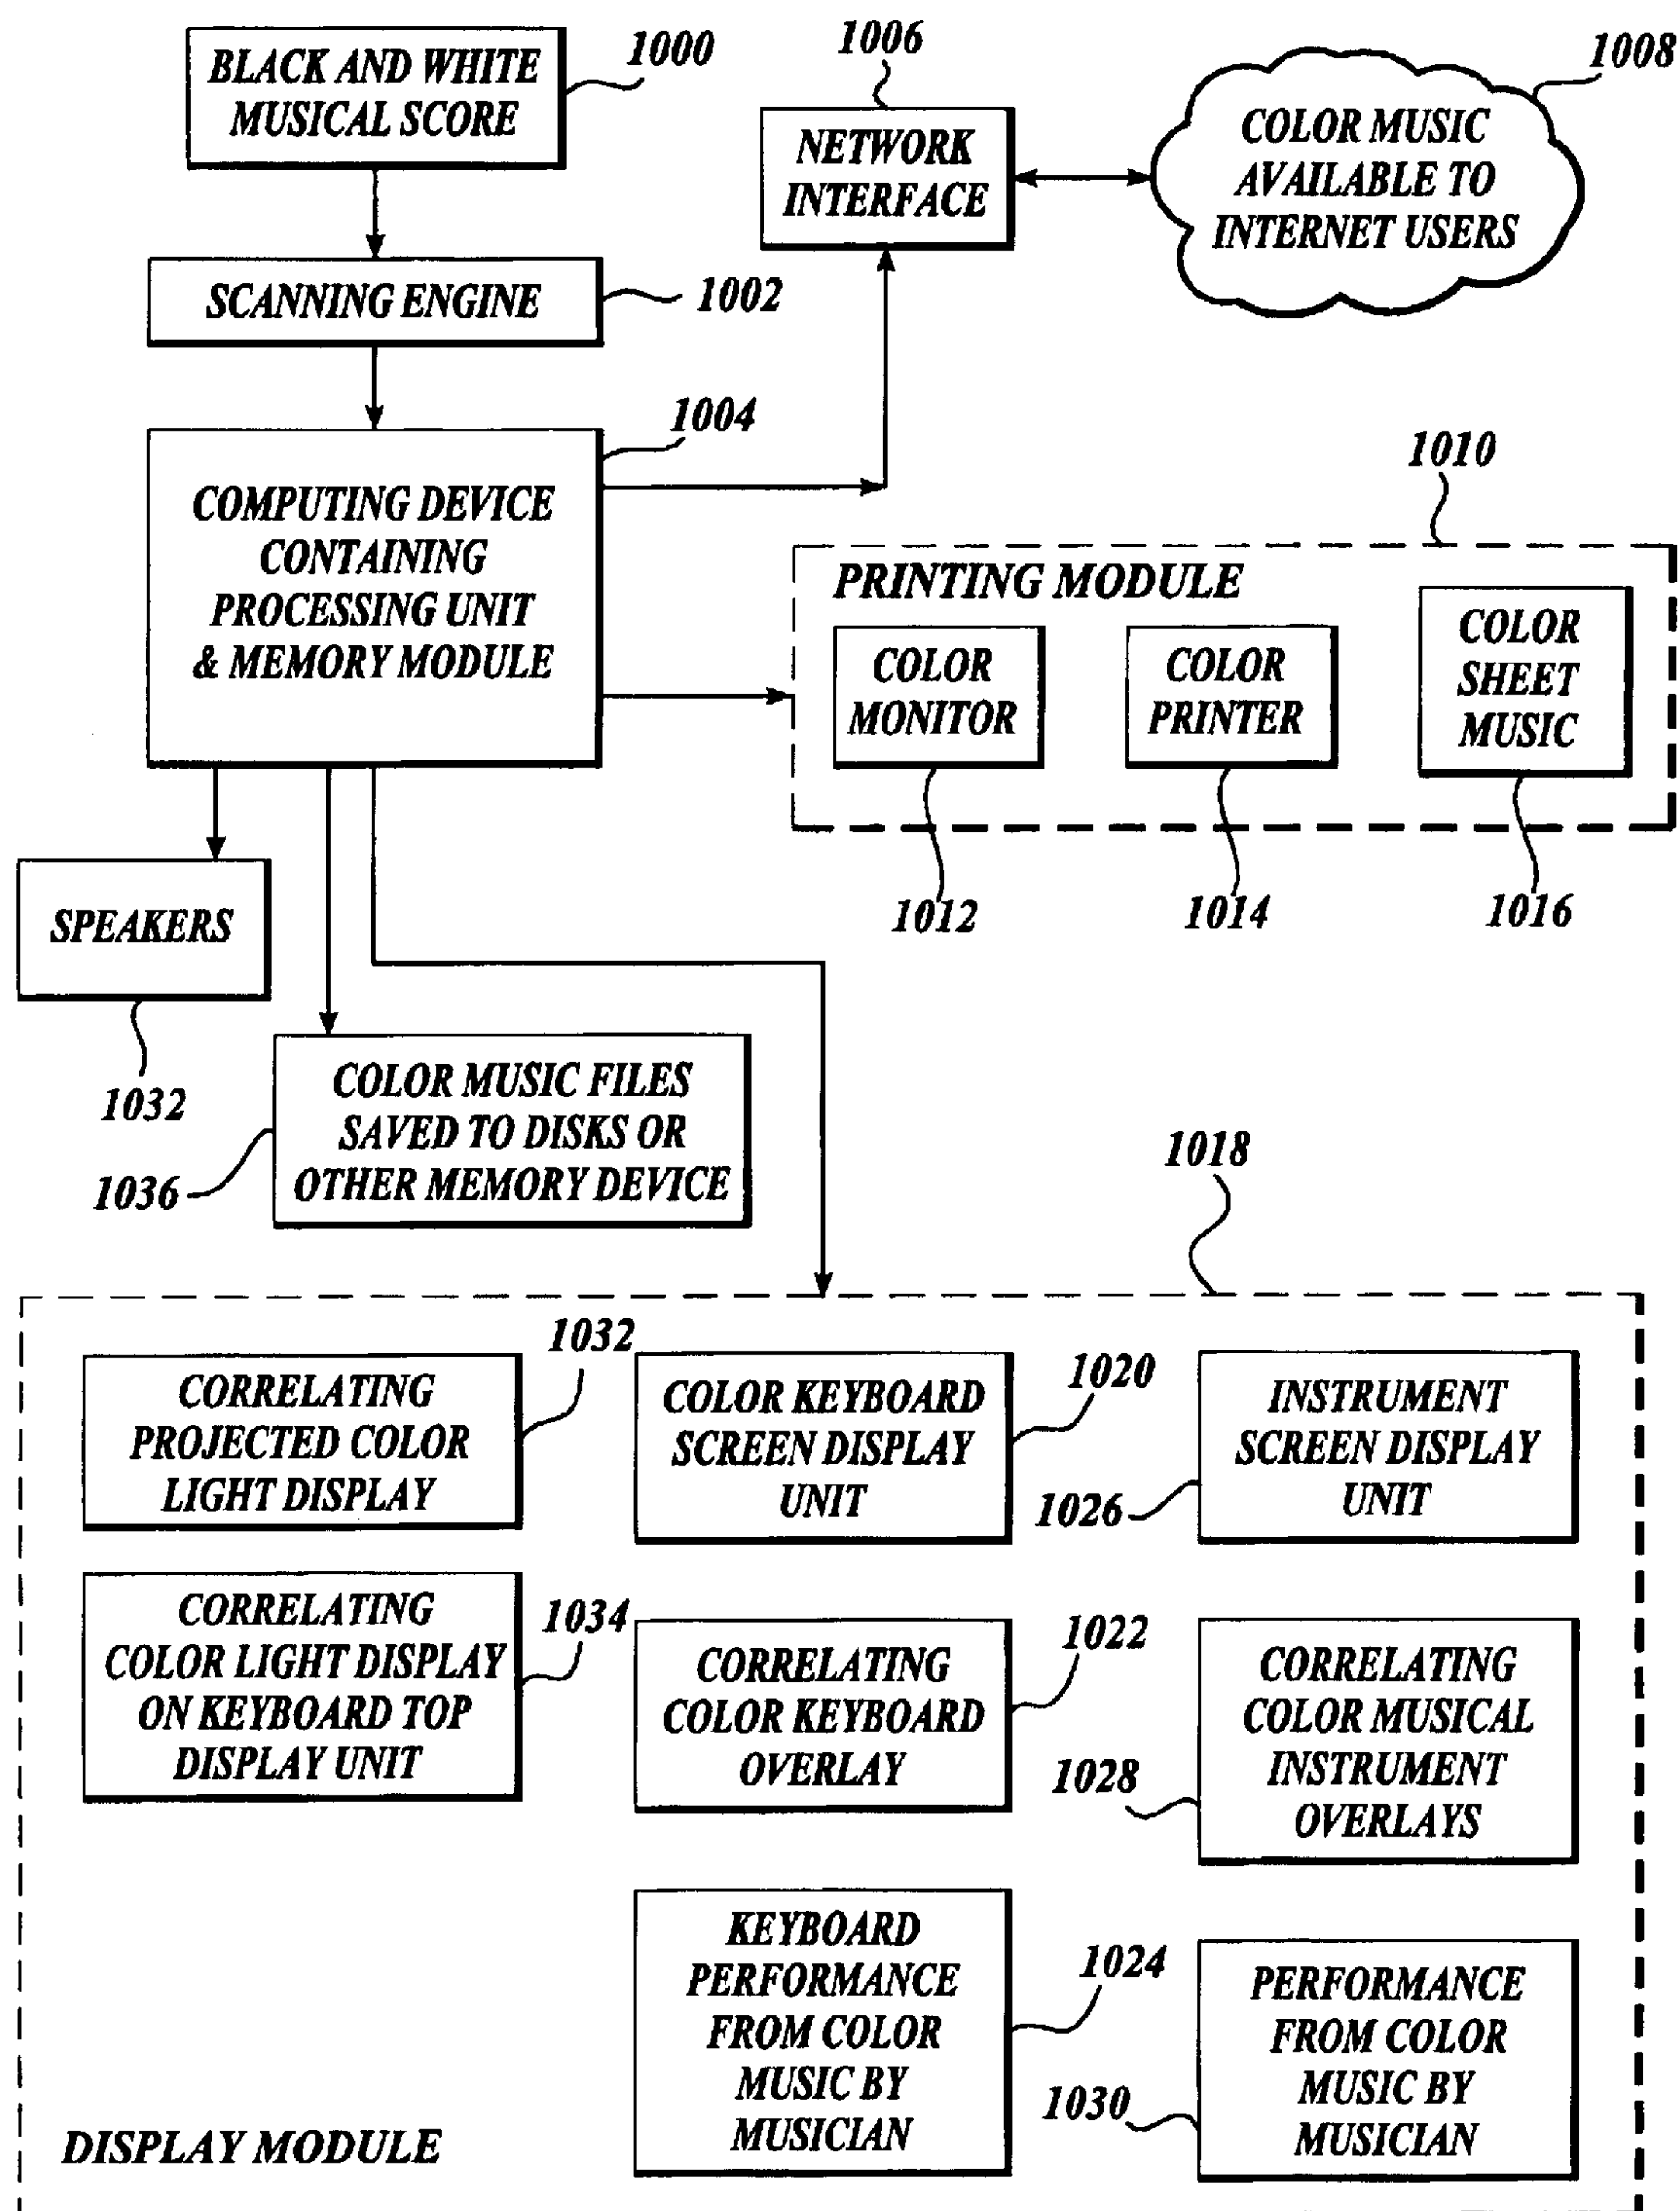 BLACK AND WHITE
MUSICAL SCORE
1000
SCANNING ENGINE
1002
1006
NETWORK
INTERFACE
1008
COLOR MUSIC
AVAILABLE TO
INTERNET USERS
1004
COMPUTING DEVICE
CONTAINING
PROCESSING UNIT
& MEMORY MODULE
1010
PRINTING MODULE
COLOR
MONITOR
COLOR
PRINTER
COLOR
SHEET
MUSIC
1012
1014
1016
SPEAKERS
1032
COLOR MUSIC FILES
SAVED TO DISKS OR
OTHER MEMORY DEVICE
1036
1018
CORRELATING
PROJECTED COLOR
LIGHT DISPLAY
1032
COLOR KEYBOARD
SCREEN DISPLAY
UNIT
1020
INSTRUMENT
SCREEN DISPLAY
UNIT
1026
CORRELATING
COLOR LIGHT DISPLAY
ON KEYBOARD TOP
DISPLAY UNIT
1034
CORRELATING
COLOR KEYBOARD
OVERLAY
1022
CORRELATING
COLOR MUSICAL
INSTRUMENT
OVERLAYS
1028
KEYBOARD
PERFORMANCE
FROM COLOR
MUSIC BY
MUSICIAN
1024
PERFORMANCE
FROM COLOR
MUSIC BY
MUSICIAN
1030
DISPLAY MODULE